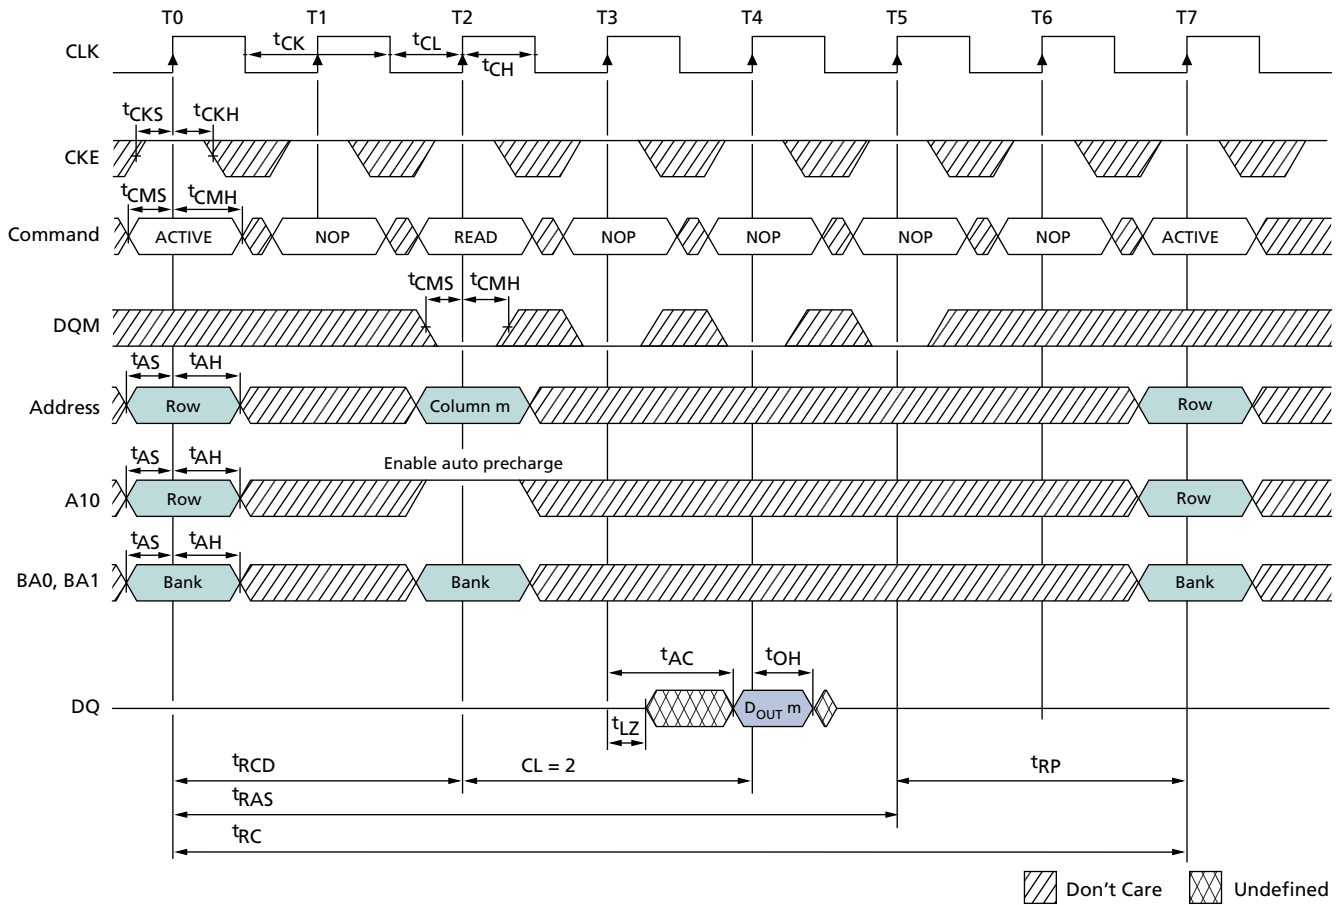 T0 T1 T2 T3 T4 T5 T6 T7
CLK
tCK
tCL
tCH
tCKS tCKH
CKE
tCMS tCMH
Command ACTIVE NOP READ NOP NOP NOP NOP ACTIVE
tCMS tCMH
DQM
tAS tAH
Address Row Column m Row
tAS tAH
Enable auto precharge
A10 Row Row
tAS tAH
BA0, BA1 Bank Bank Bank
tAC tOH
DQ DOUT m
tLZ
tRCD CL = 2 tRP
tRAS
tRC
Don't Care Undefined